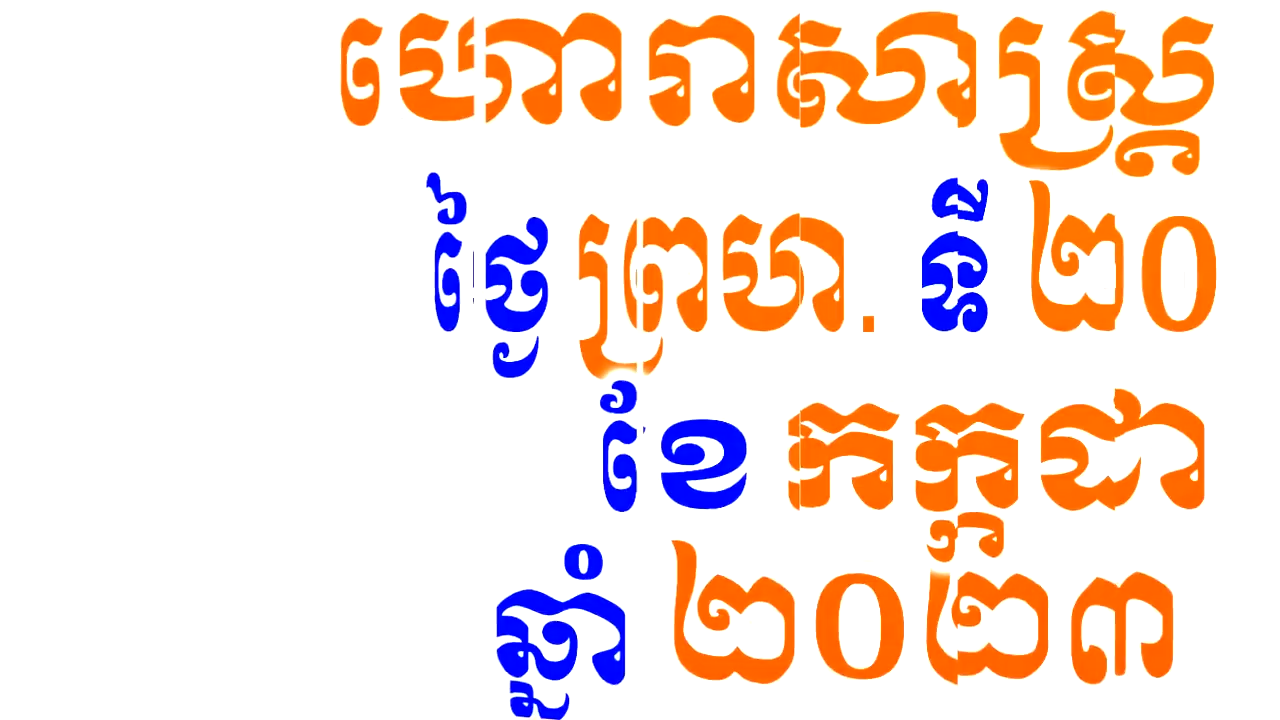 ហោរាសាស្ត្រ
ថ្ងៃ ព្រហ. ទី ២០
ខែ កក្កដា
ឆ្នាំ ២០២៣